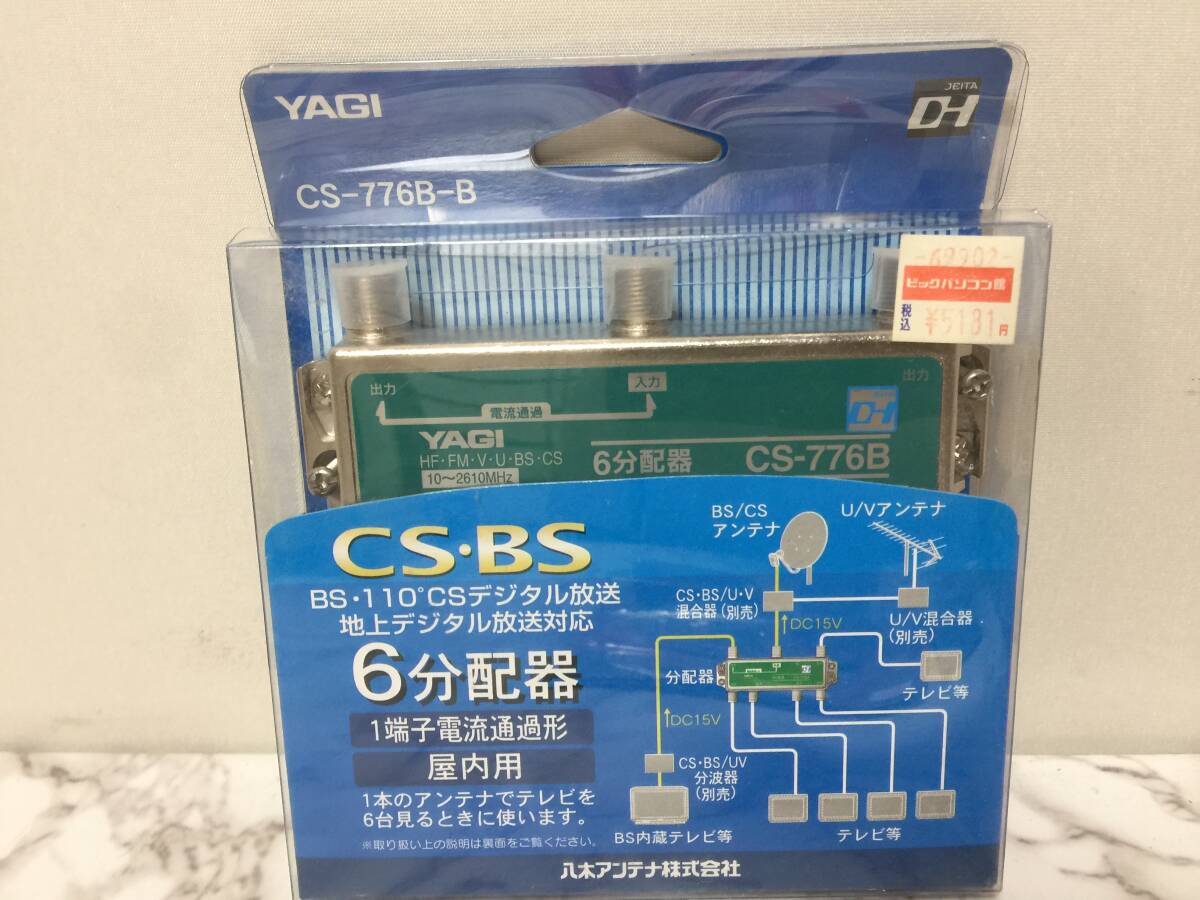 YAGI
JEITA
DH
CS-776B-B
ビックパソコン館
税込
¥5131円
出力
入力
出力
電流通過
DH
YAGI
HF・FM・V・U・BS・CS
10〜2610MHz
6分配器
CS-776B
CS・BS
BS・110°CSデジタル放送
地上デジタル放送対応
6分配器
1端子電流通過形
屋内用
1本のアンテナでテレビを
6台見るときに使います。
※取り扱い上の説明は裏面をご覧ください。
BS/CS
アンテナ
U/Vアンテナ
CS・BS/U・V
混合器(別売)
DC15V
U/V混合器
(別売)
分配器
YAGI
テレビ等
DC15V
CS・BS/UV
分波器
(別売)
BS内蔵テレビ等
テレビ等
八木アンテナ株式会社